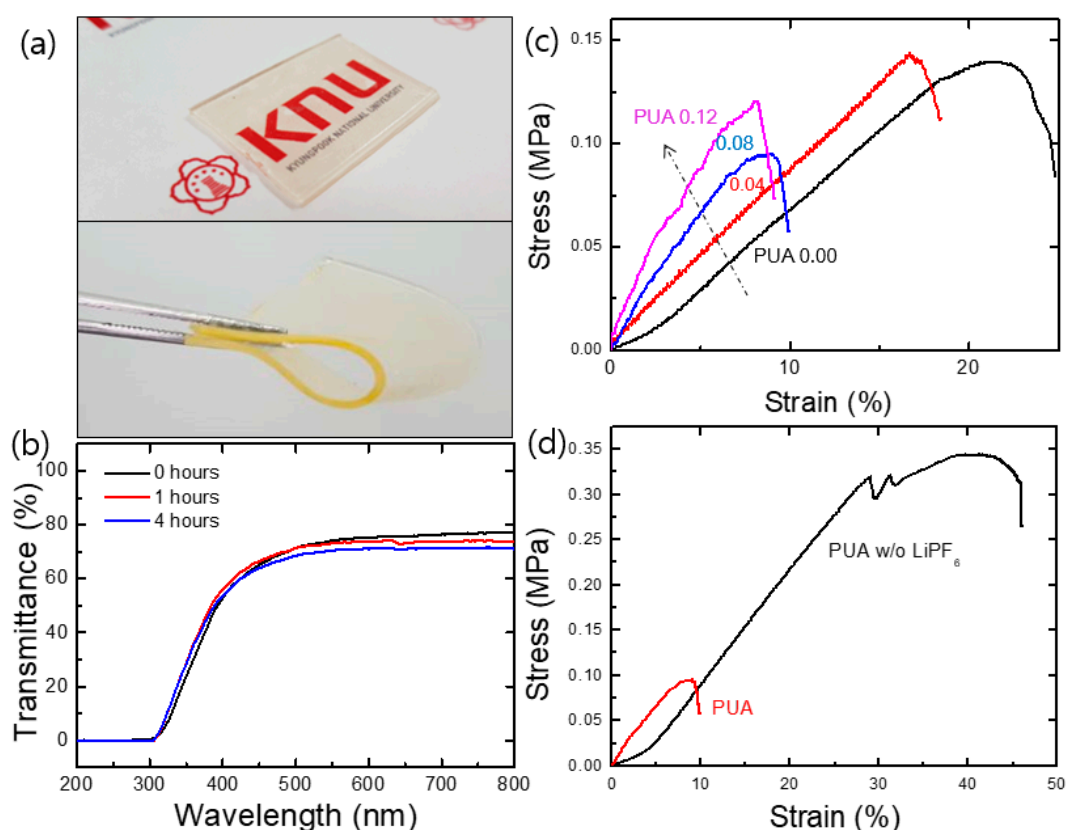 (a)
KNU
KYUNGPOOK NATIONAL UNIVERSITY
(b)
0 hours
1 hours
4 hours
Transmittance (%)
100
80
60
40
20
0
200 300 400 500 600 700 800
Wavelength (nm)
(c)
Stress (MPa)
0.15
0.10
0.05
0.00
PUA 0.12
0.08
0.04
PUA 0.00
0 10 20
Strain (%)
(d)
Stress (MPa)
0.35
0.30
0.25
0.20
0.15
0.10
0.05
0.00
PUA w/o LiPF₆
PUA
0 10 20 30 40 50
Strain (%)